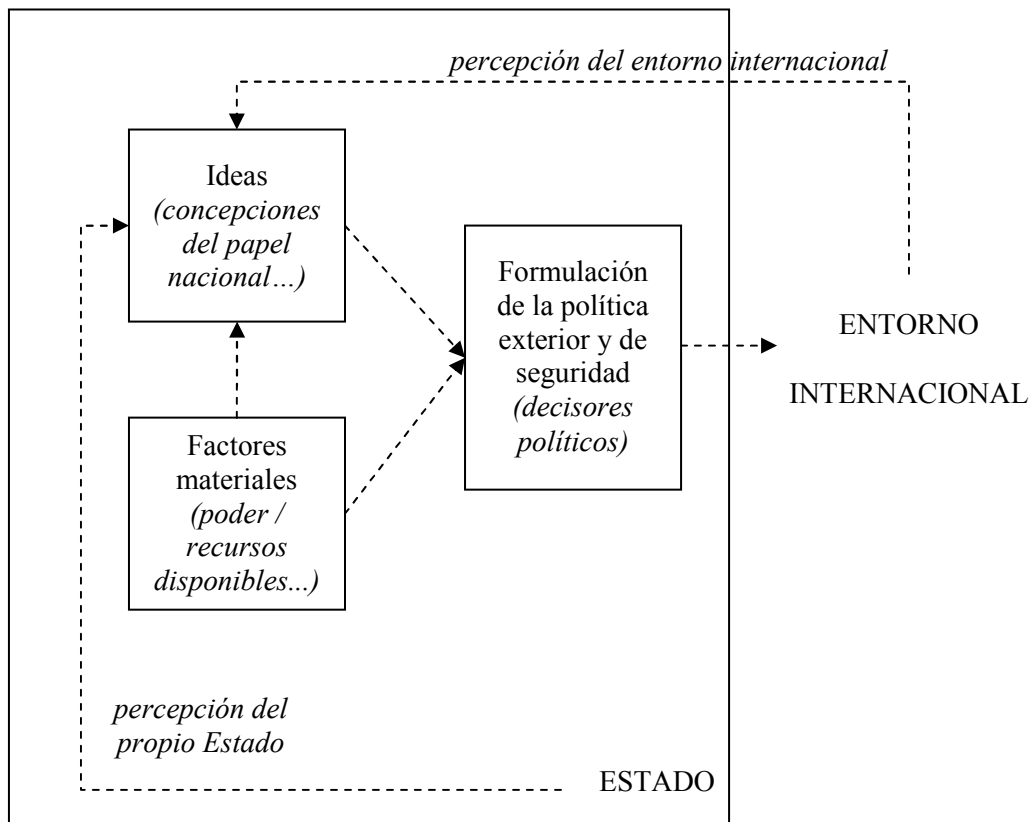 percepción del entorno internacional
Ideas
(concepciones
del papel
nacional…)
Formulación
de la política
exterior y de
seguridad
(decisores
políticos)
ENTORNO
INTERNACIONAL
Factores
materiales
(poder /
recursos
disponibles...)
percepción del
propio Estado
ESTADO